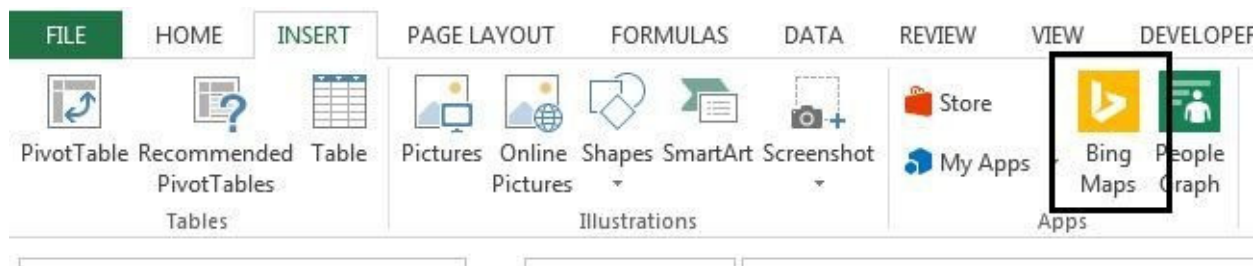 FILE HOME INSERT PAGE LAYOUT FORMULAS DATA REVIEW VIEW DEVELOPER
PivotTable
Recommended
PivotTables
Table
Pictures
Online
Pictures
Shapes
SmartArt
Screenshot
Store
My Apps
Bing
Maps
People
Graph
Tables
Illustrations
Apps